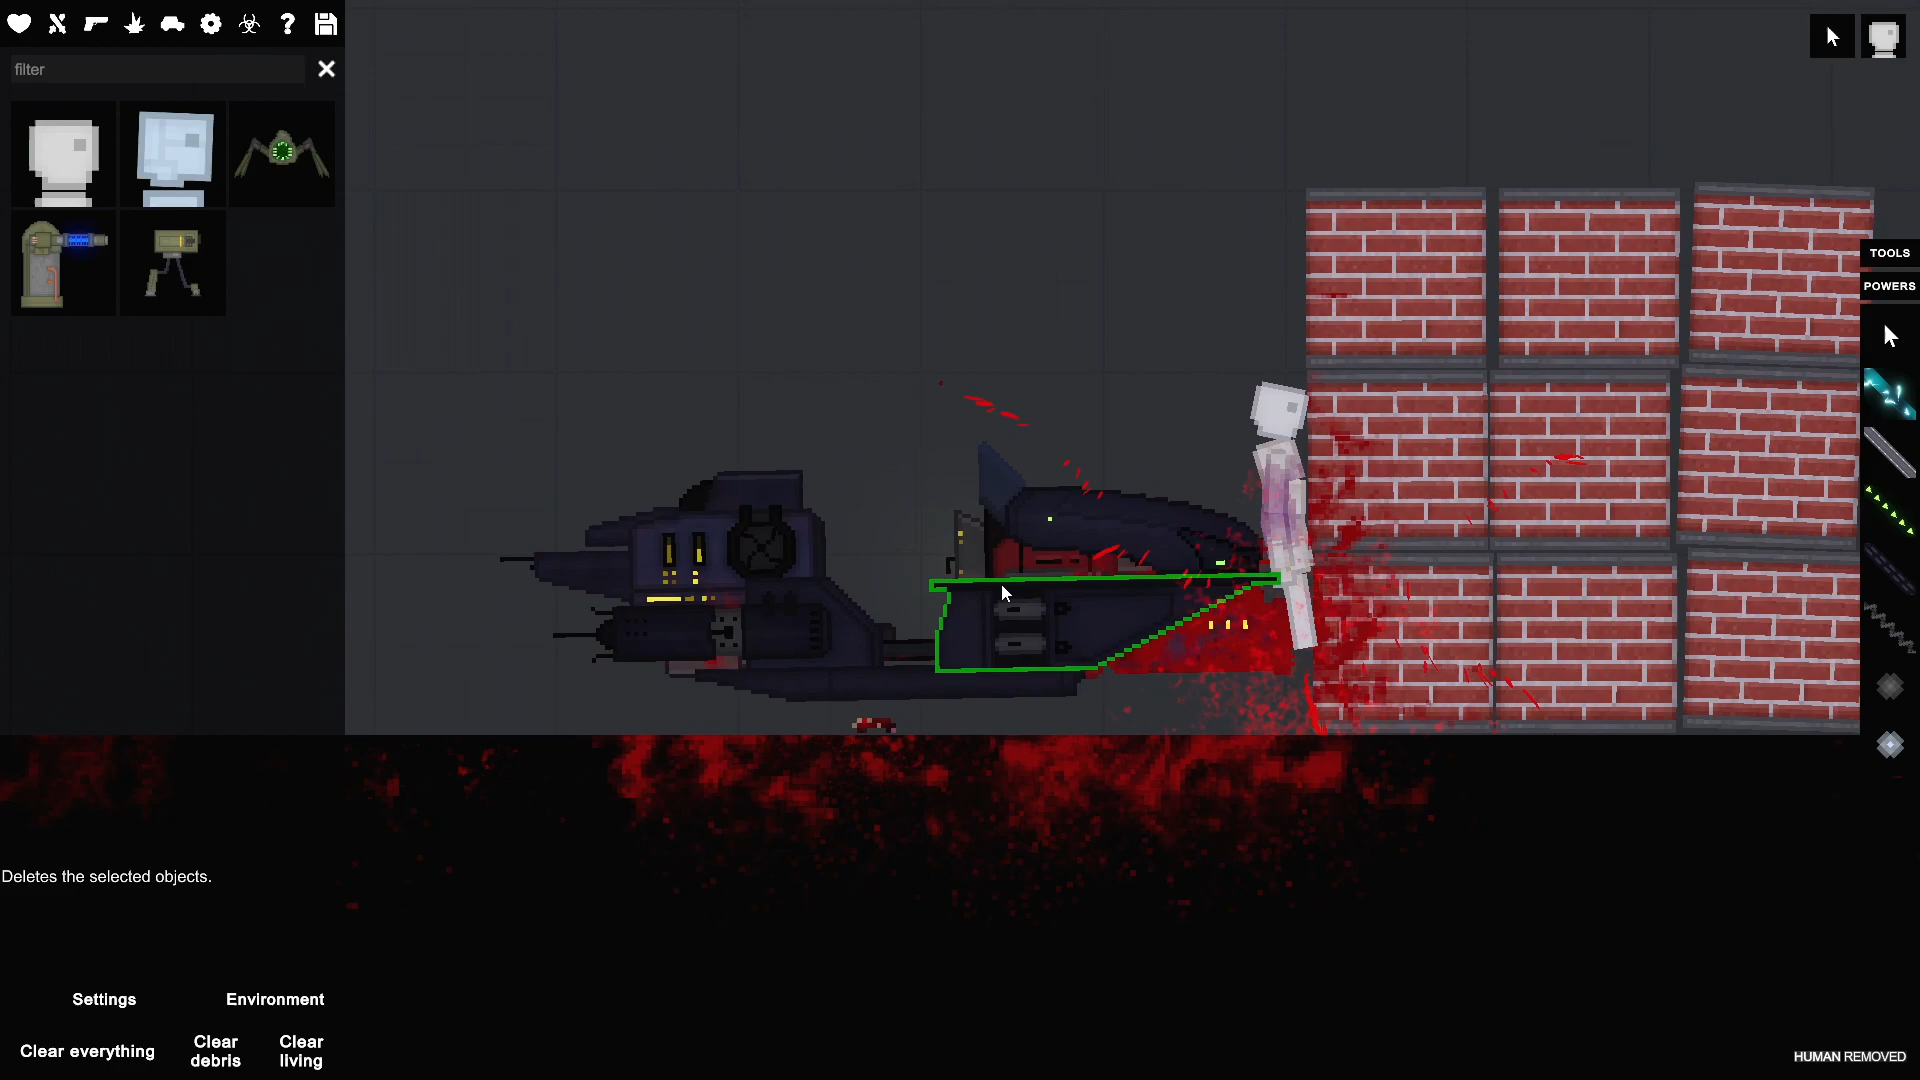 filter
TOOLS
POWERS
Deletes the selected objects.
Settings
Environment
Clear everything
Clear
debris
Clear
living
HUMAN REMOVED